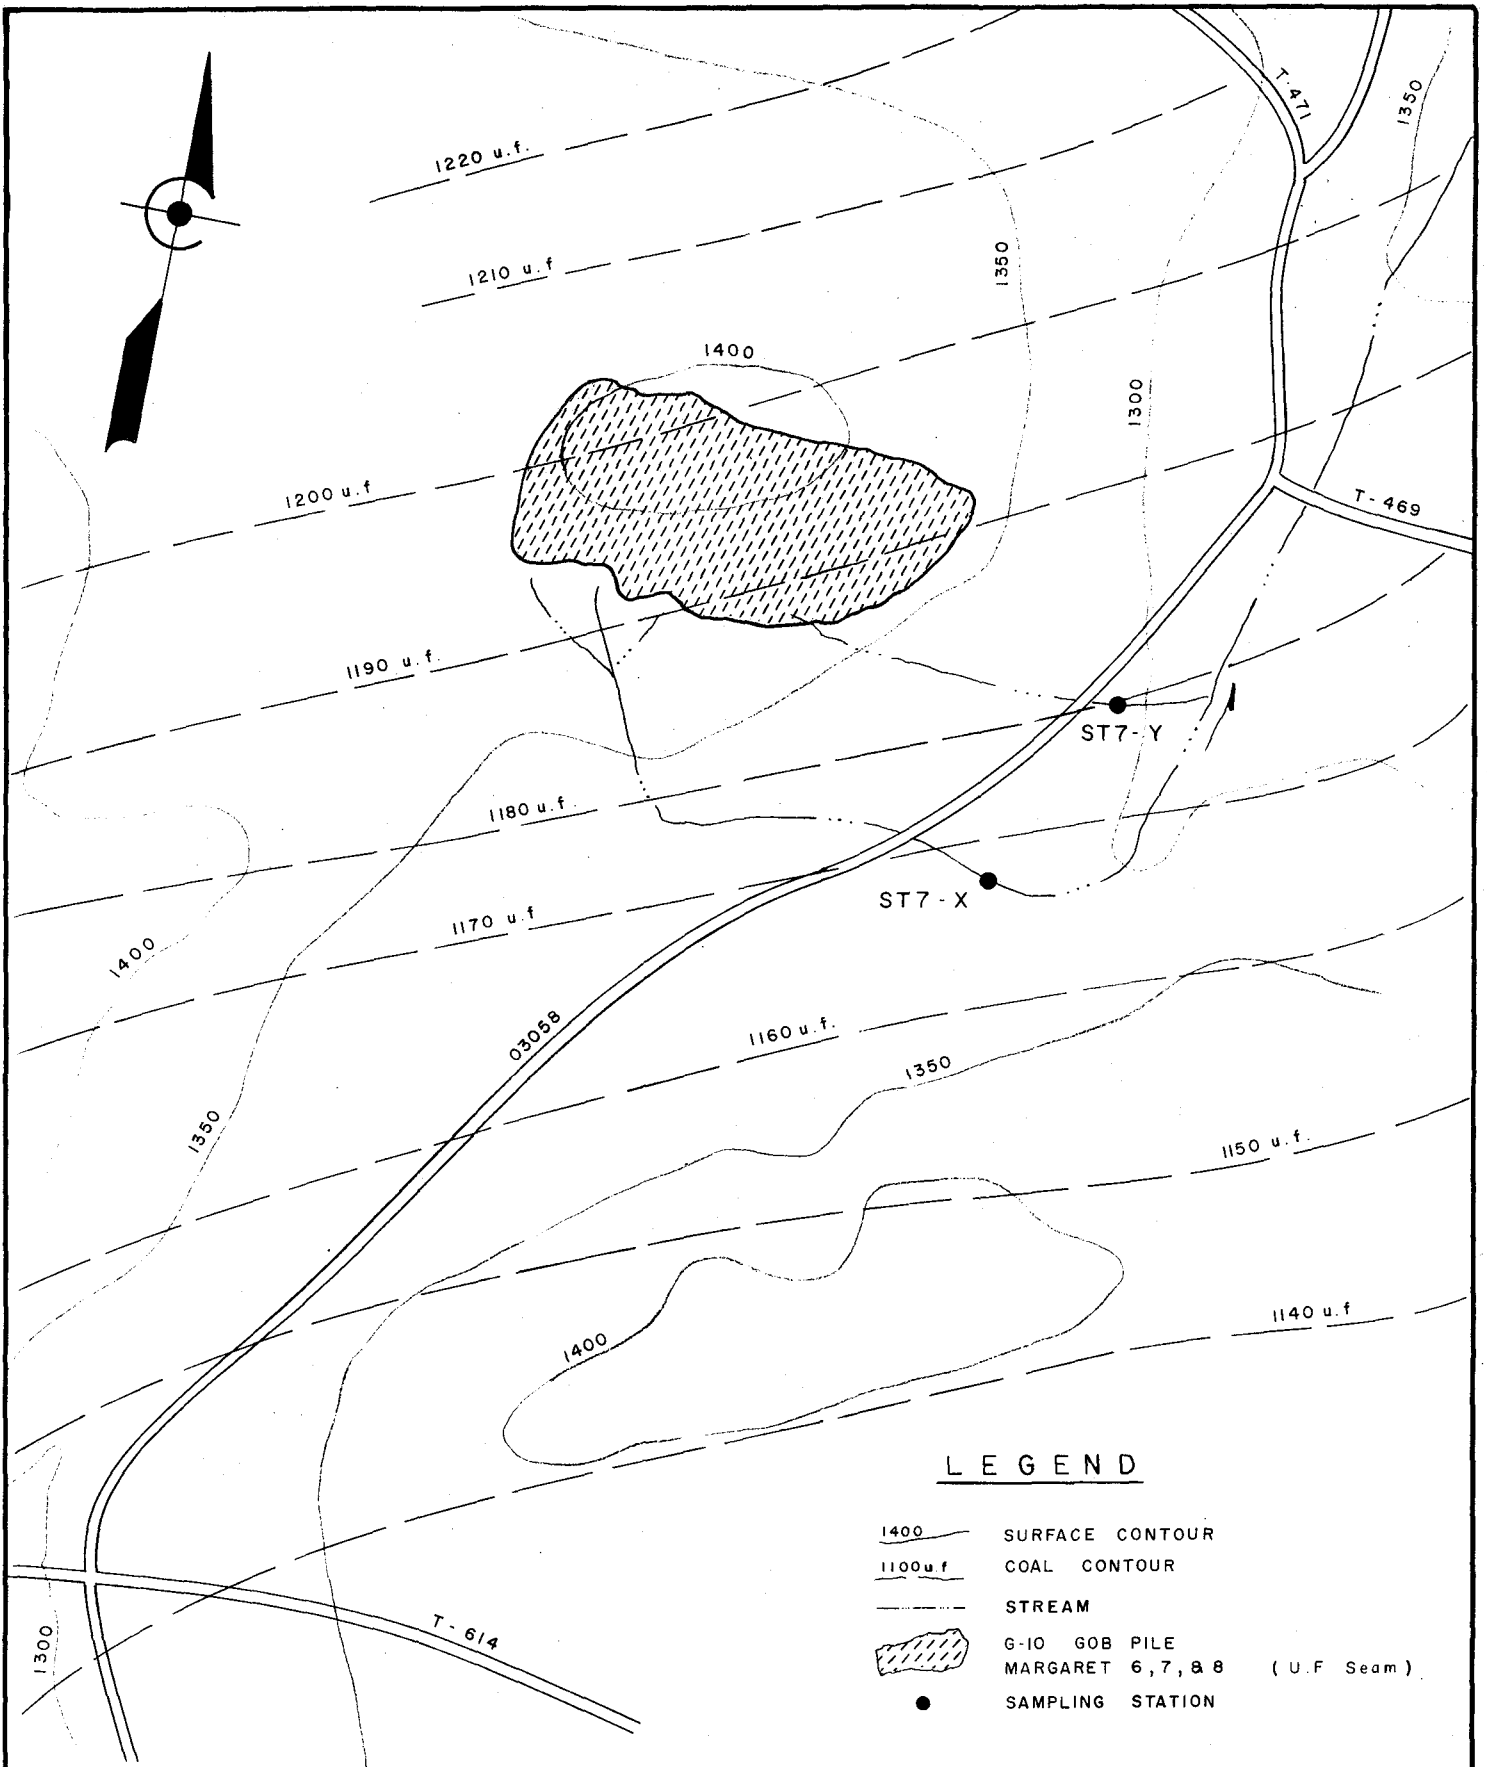 T-471
1350
1220 u.f.
1210 u.f
1350
1400
1300
1200 u.f
T-469
1190 u.f.
ST7-Y
1180 u.f.
ST7-X
1170 u.f
1400
03058
1160 u.f.
1350
1350
1150 u.f.
1140 u.f
1400
LEGEND
1400 SURFACE CONTOUR
1100u.f COAL CONTOUR
STREAM
G-10 GOB PILE
MARGARET 6,7,& 8 (U.F Seam)
SAMPLING STATION
T-614
1300